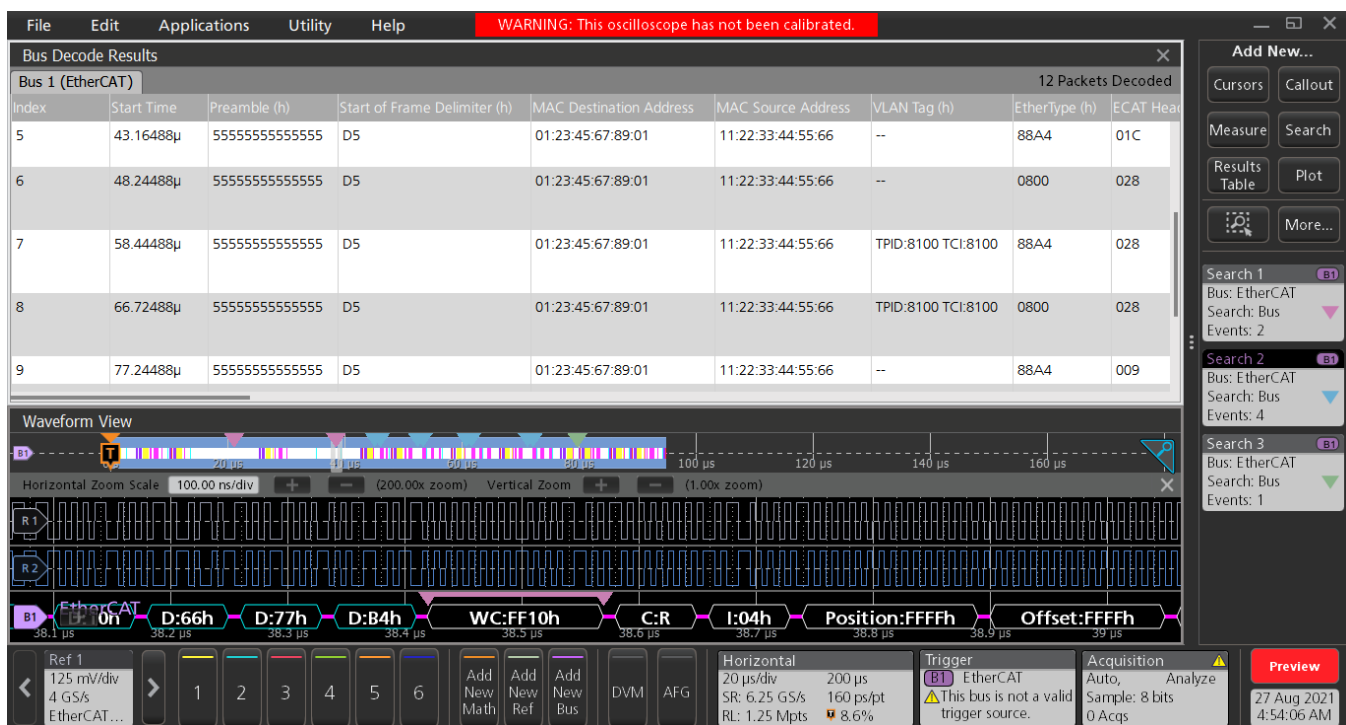 File Edit Applications Utility Help WARNING: This oscilloscope has not been calibrated.
Bus Decode Results
Bus 1 (EtherCAT) 12 Packets Decoded
Index Start Time Preamble (h) Start of Frame Delimiter (h) MAC Destination Address MAC Source Address VLAN Tag (h) EtherType (h) ECAT Head
5 43.16488µ 55555555555555 D5 01:23:45:67:89:01 11:22:33:44:55:66 -- 88A4 01C
6 48.24488µ 55555555555555 D5 01:23:45:67:89:01 11:22:33:44:55:66 -- 0800 028
7 58.44488µ 55555555555555 D5 01:23:45:67:89:01 11:22:33:44:55:66 TPID:8100 TCI:8100 88A4 028
8 66.72488µ 55555555555555 D5 01:23:45:67:89:01 11:22:33:44:55:66 TPID:8100 TCI:8100 0800 028
9 77.24488µ 55555555555555 D5 01:23:45:67:89:01 11:22:33:44:55:66 -- 88A4 009
Waveform View
B1 T
20 µs 60 µs 80 µs 100 µs 120 µs 140 µs 160 µs
Horizontal Zoom Scale 100.00 ns/div + − (200.00x zoom) Vertical Zoom + − (1.00x zoom)
R 1
R 2
EtherCAT
B1 D:66h D:77h D:B4h WC:FF10h C:R I:04h Position:FFFFh Offset:FFFFh
38.1 µs 38.2 µs 38.3 µs 38.4 µs 38.5 µs 38.6 µs 38.7 µs 38.8 µs 38.9 µs 39 µs
Add New...
Cursors Callout
Measure Search
Results Table Plot
More...
Search 1 B1
Bus: EtherCAT
Search: Bus
Events: 2
Search 2 B1
Bus: EtherCAT
Search: Bus
Events: 4
Search 3 B1
Bus: EtherCAT
Search: Bus
Events: 1
Ref 1
125 mV/div
4 GS/s
EtherCAT...
1 2 3 4 5 6
Add New Math
Add New Ref
Add New Bus
DVM AFG
Horizontal
20 µs/div 200 µs
SR: 6.25 GS/s 160 ps/pt
RL: 1.25 Mpts 8.6%
Trigger
B1 EtherCAT
This bus is not a valid
trigger source.
Acquisition
Auto, Analyze
Sample: 8 bits
0 Acqs
Preview
27 Aug 2021
4:54:06 AM